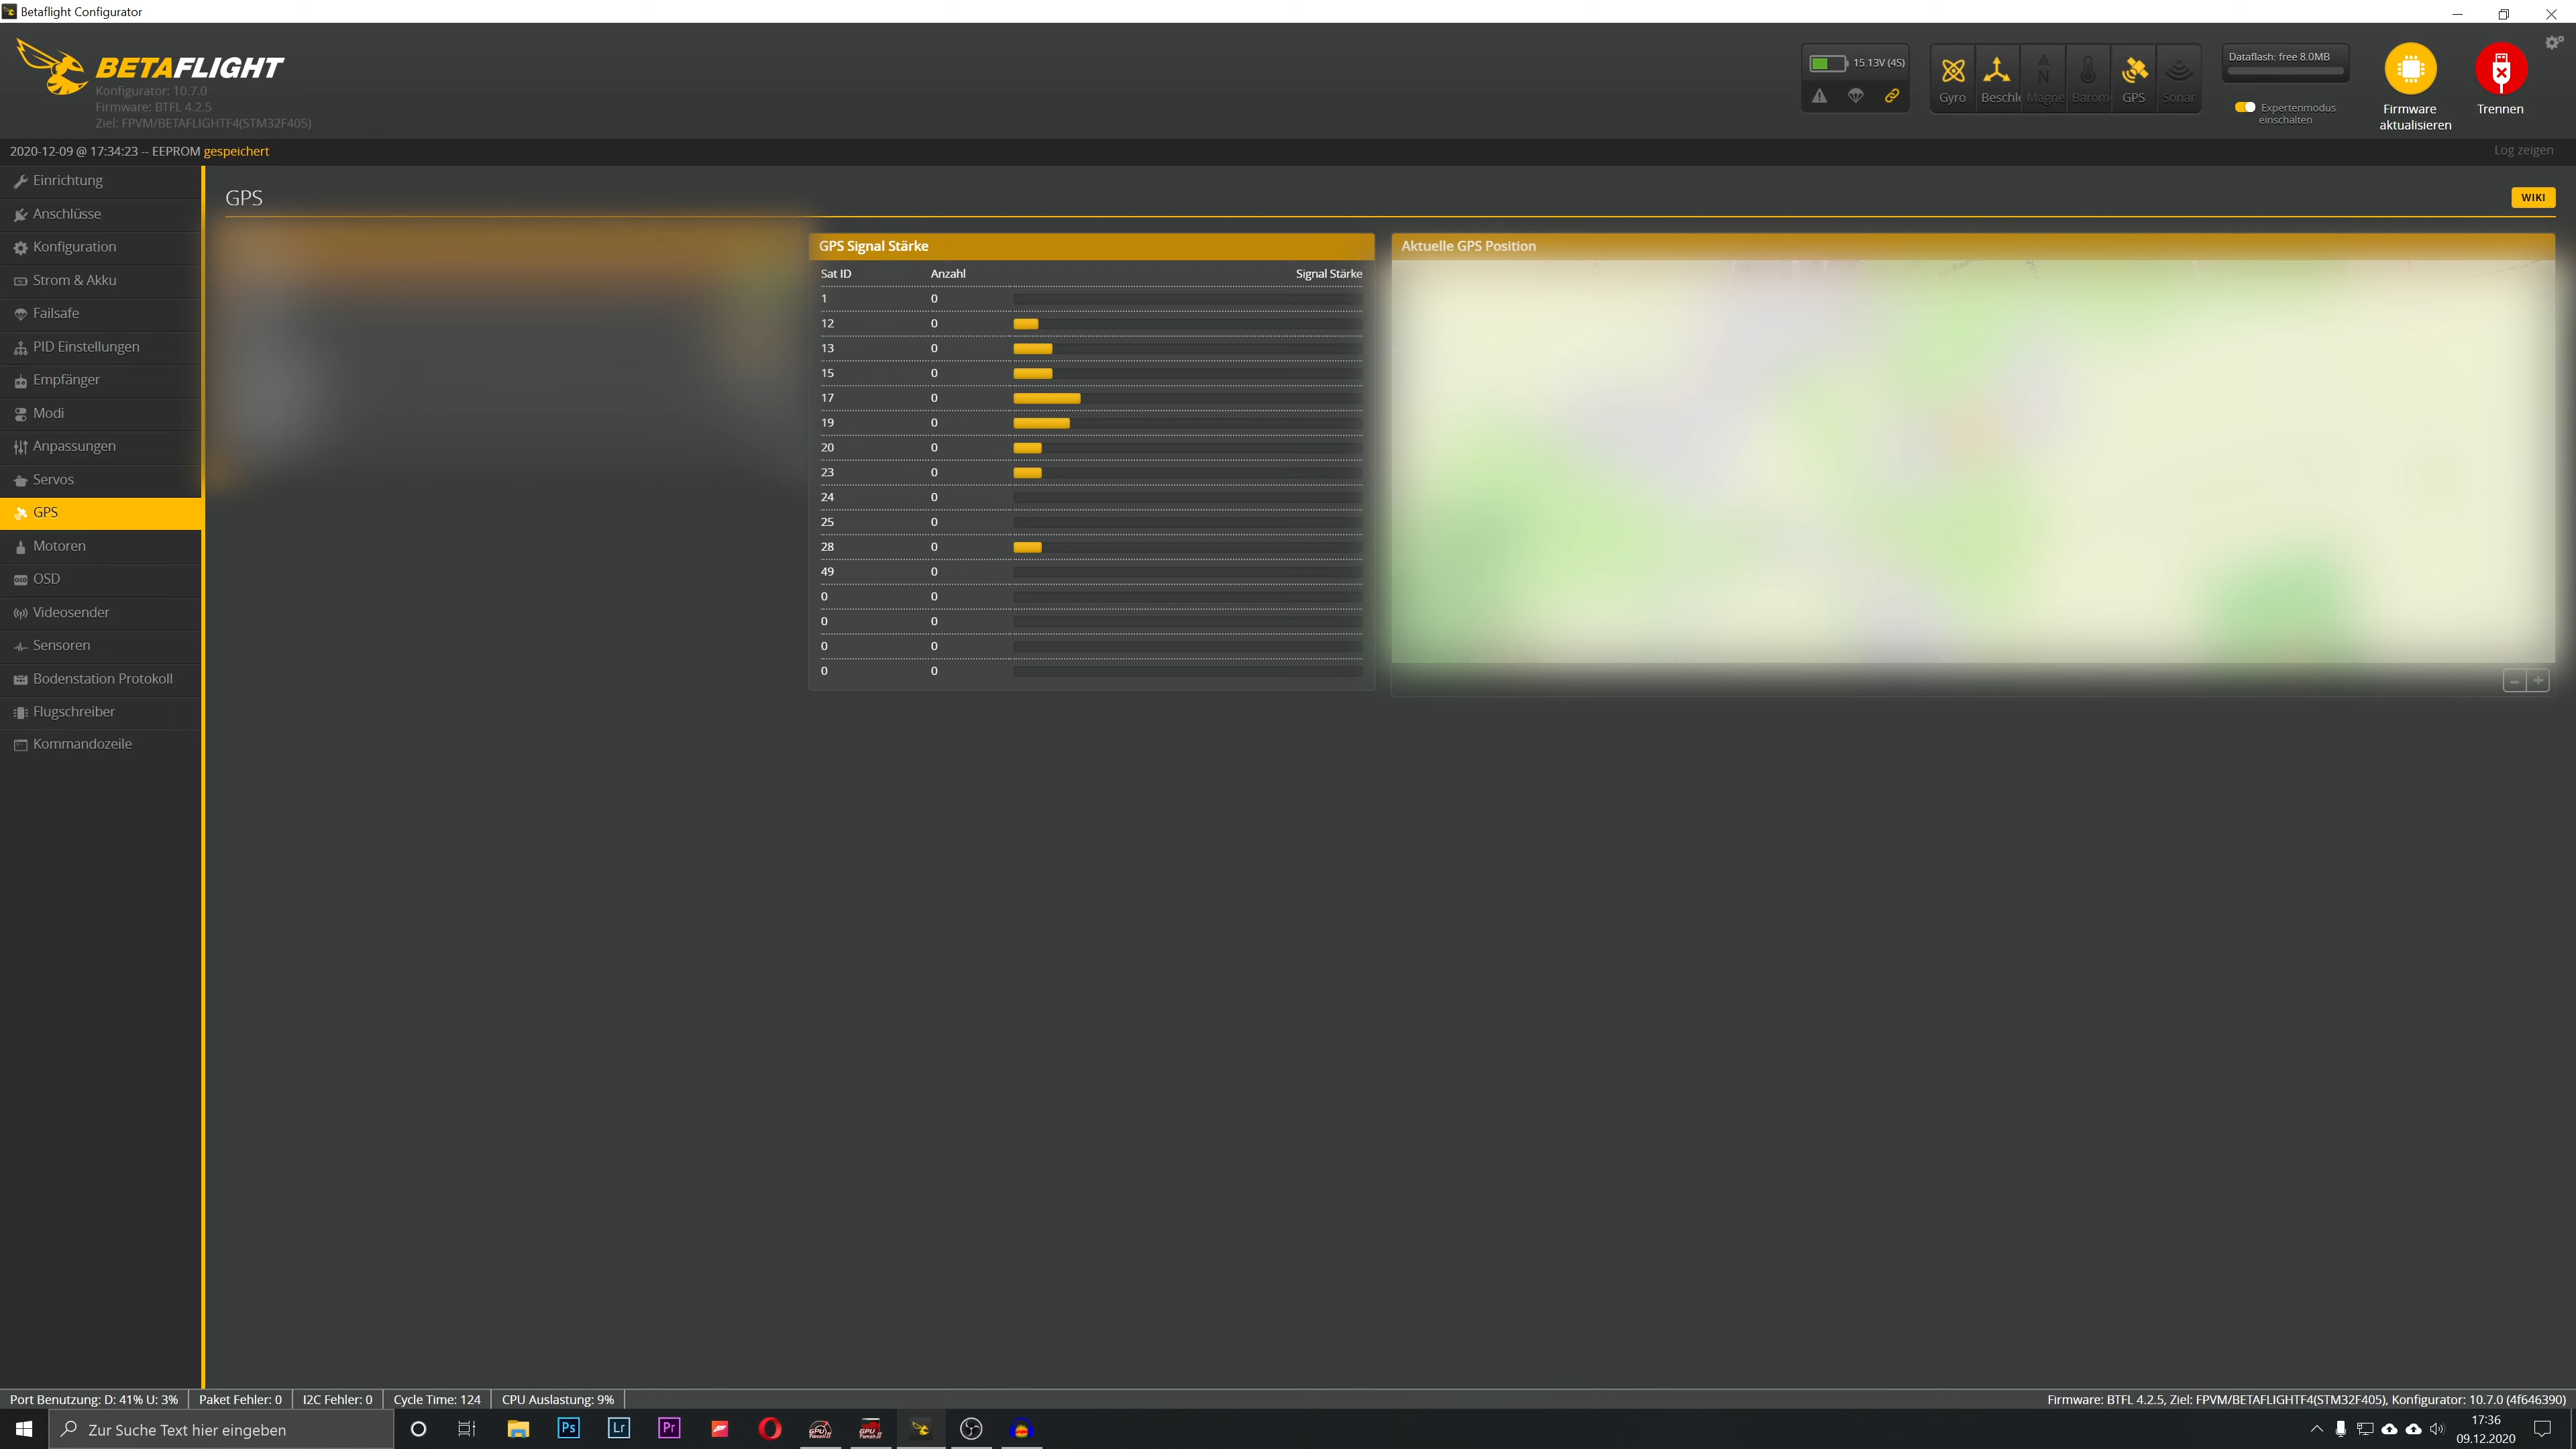 Betaflight Configurator
BETAFLIGHT
Konfigurator: 10.7.0
Firmware: BTFL 4.2.5
Ziel: FPVM/BETAFLIGHTF4(STM32F405)
15.13V (4S)
Gyro
Beschle
Magne
Barom
GPS
Sonar
Dataflash: free 8.0MB
Expertenmodus
einschalten
Firmware
aktualisieren
Trennen
2020-12-09 @ 17:34:23 -- EEPROM gespeichert
Log zeigen
Einrichtung
Anschlüsse
Konfiguration
Strom & Akku
Failsafe
PID Einstellungen
Empfänger
Modi
Anpassungen
Servos
GPS
Motoren
OSD
Videosender
Sensoren
Bodenstation Protokoll
Flugschreiber
Kommandozeile
GPS
WIKI
GPS Signal Stärke
Sat ID Anzahl Signal Stärke
1 0
12 0
13 0
15 0
17 0
19 0
20 0
23 0
24 0
25 0
28 0
49 0
0 0
0 0
0 0
0 0
Aktuelle GPS Position
− +
Port Benutzung: D: 41% U: 3% Paket Fehler: 0 I2C Fehler: 0 Cycle Time: 124 CPU Auslastung: 9%
Firmware: BTFL 4.2.5, Ziel: FPVM/BETAFLIGHTF4(STM32F405), Konfigurator: 10.7.0 (4f646390)
Zur Suche Text hier eingeben
Ps
Lr
Pr
17:36
09.12.2020